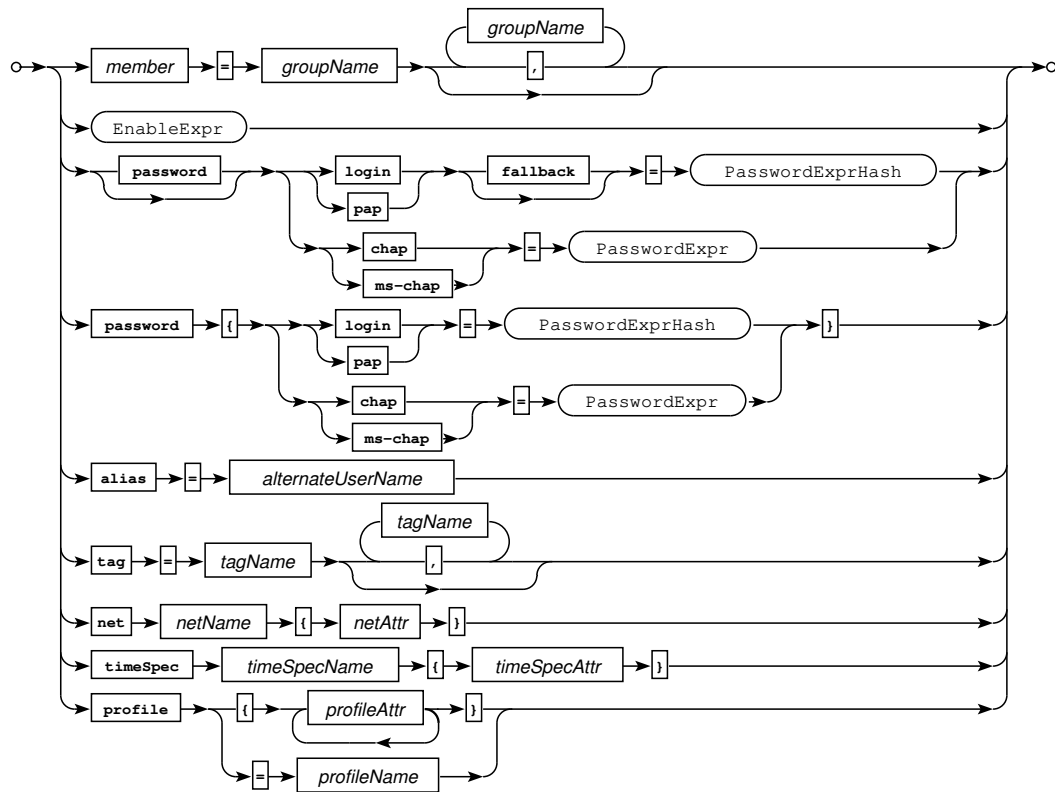 groupName
member = groupName ,
EnableExpr
password login fallback = PasswordExprHash
pap
chap = PasswordExpr
ms-chap
password { login = PasswordExprHash }
pap
chap = PasswordExpr
ms-chap
alias = alternateUserName
tagName
tag = tagName ,
net netName { netAttr }
timeSpec timeSpecName { timeSpecAttr }
profile { profileAttr }
= profileName